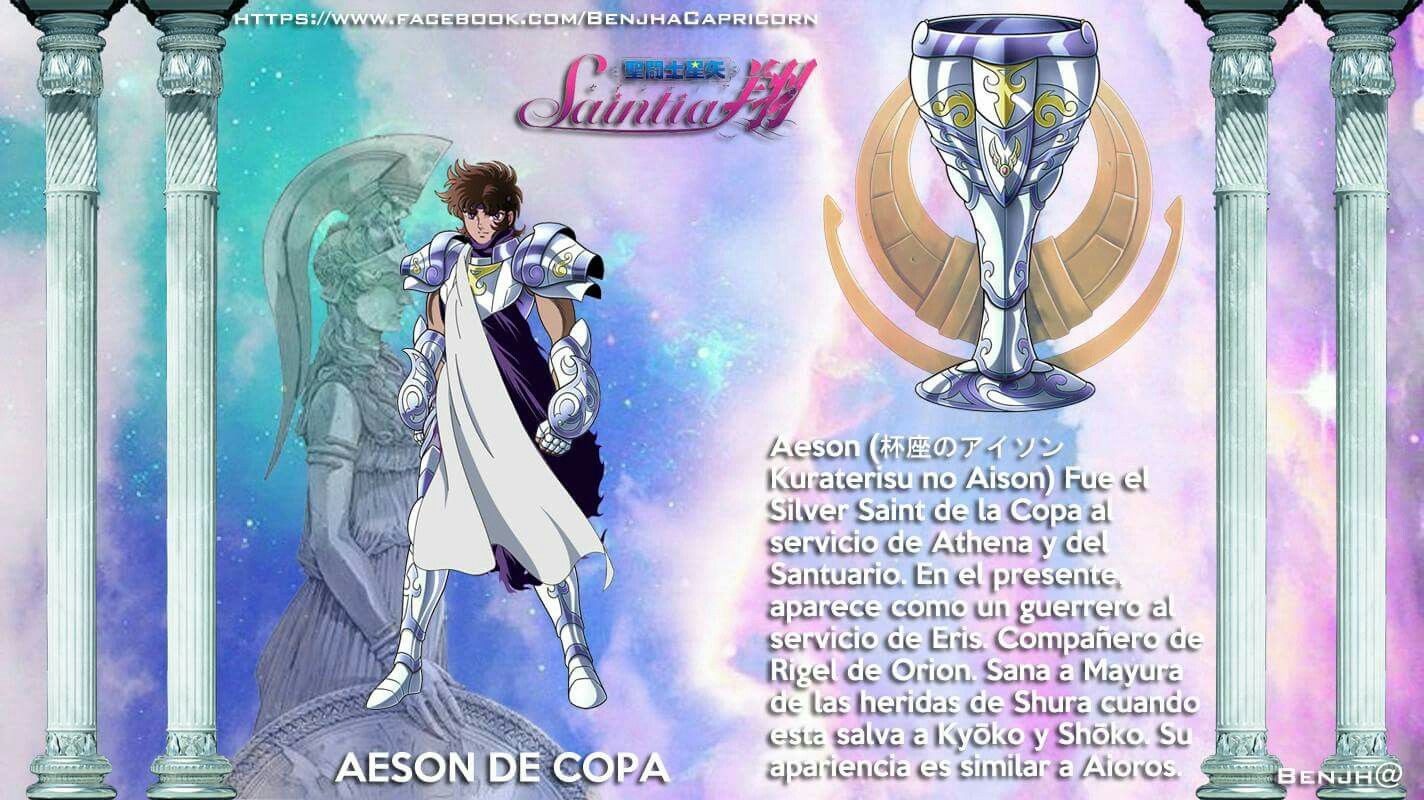 HTTPS://WWW.FACEBOOK.COM/BENJHACAPRICORN
聖闘士星矢
Saintia翔
Aeson (杯座のアイソン
Kuraterisu no Aison) Fue el
Silver Saint de la Copa al
servicio de Athena y del
Santuario. En el presente,
aparece como un guerrero al
servicio de Eris. Compañero de
Rigel de Orion. Sana a Mayura
de las heridas de Shura cuando
esta salva a Kyōko y Shōko. Su
apariencia es similar a Aioros.
AESON DE COPA
BENJH@